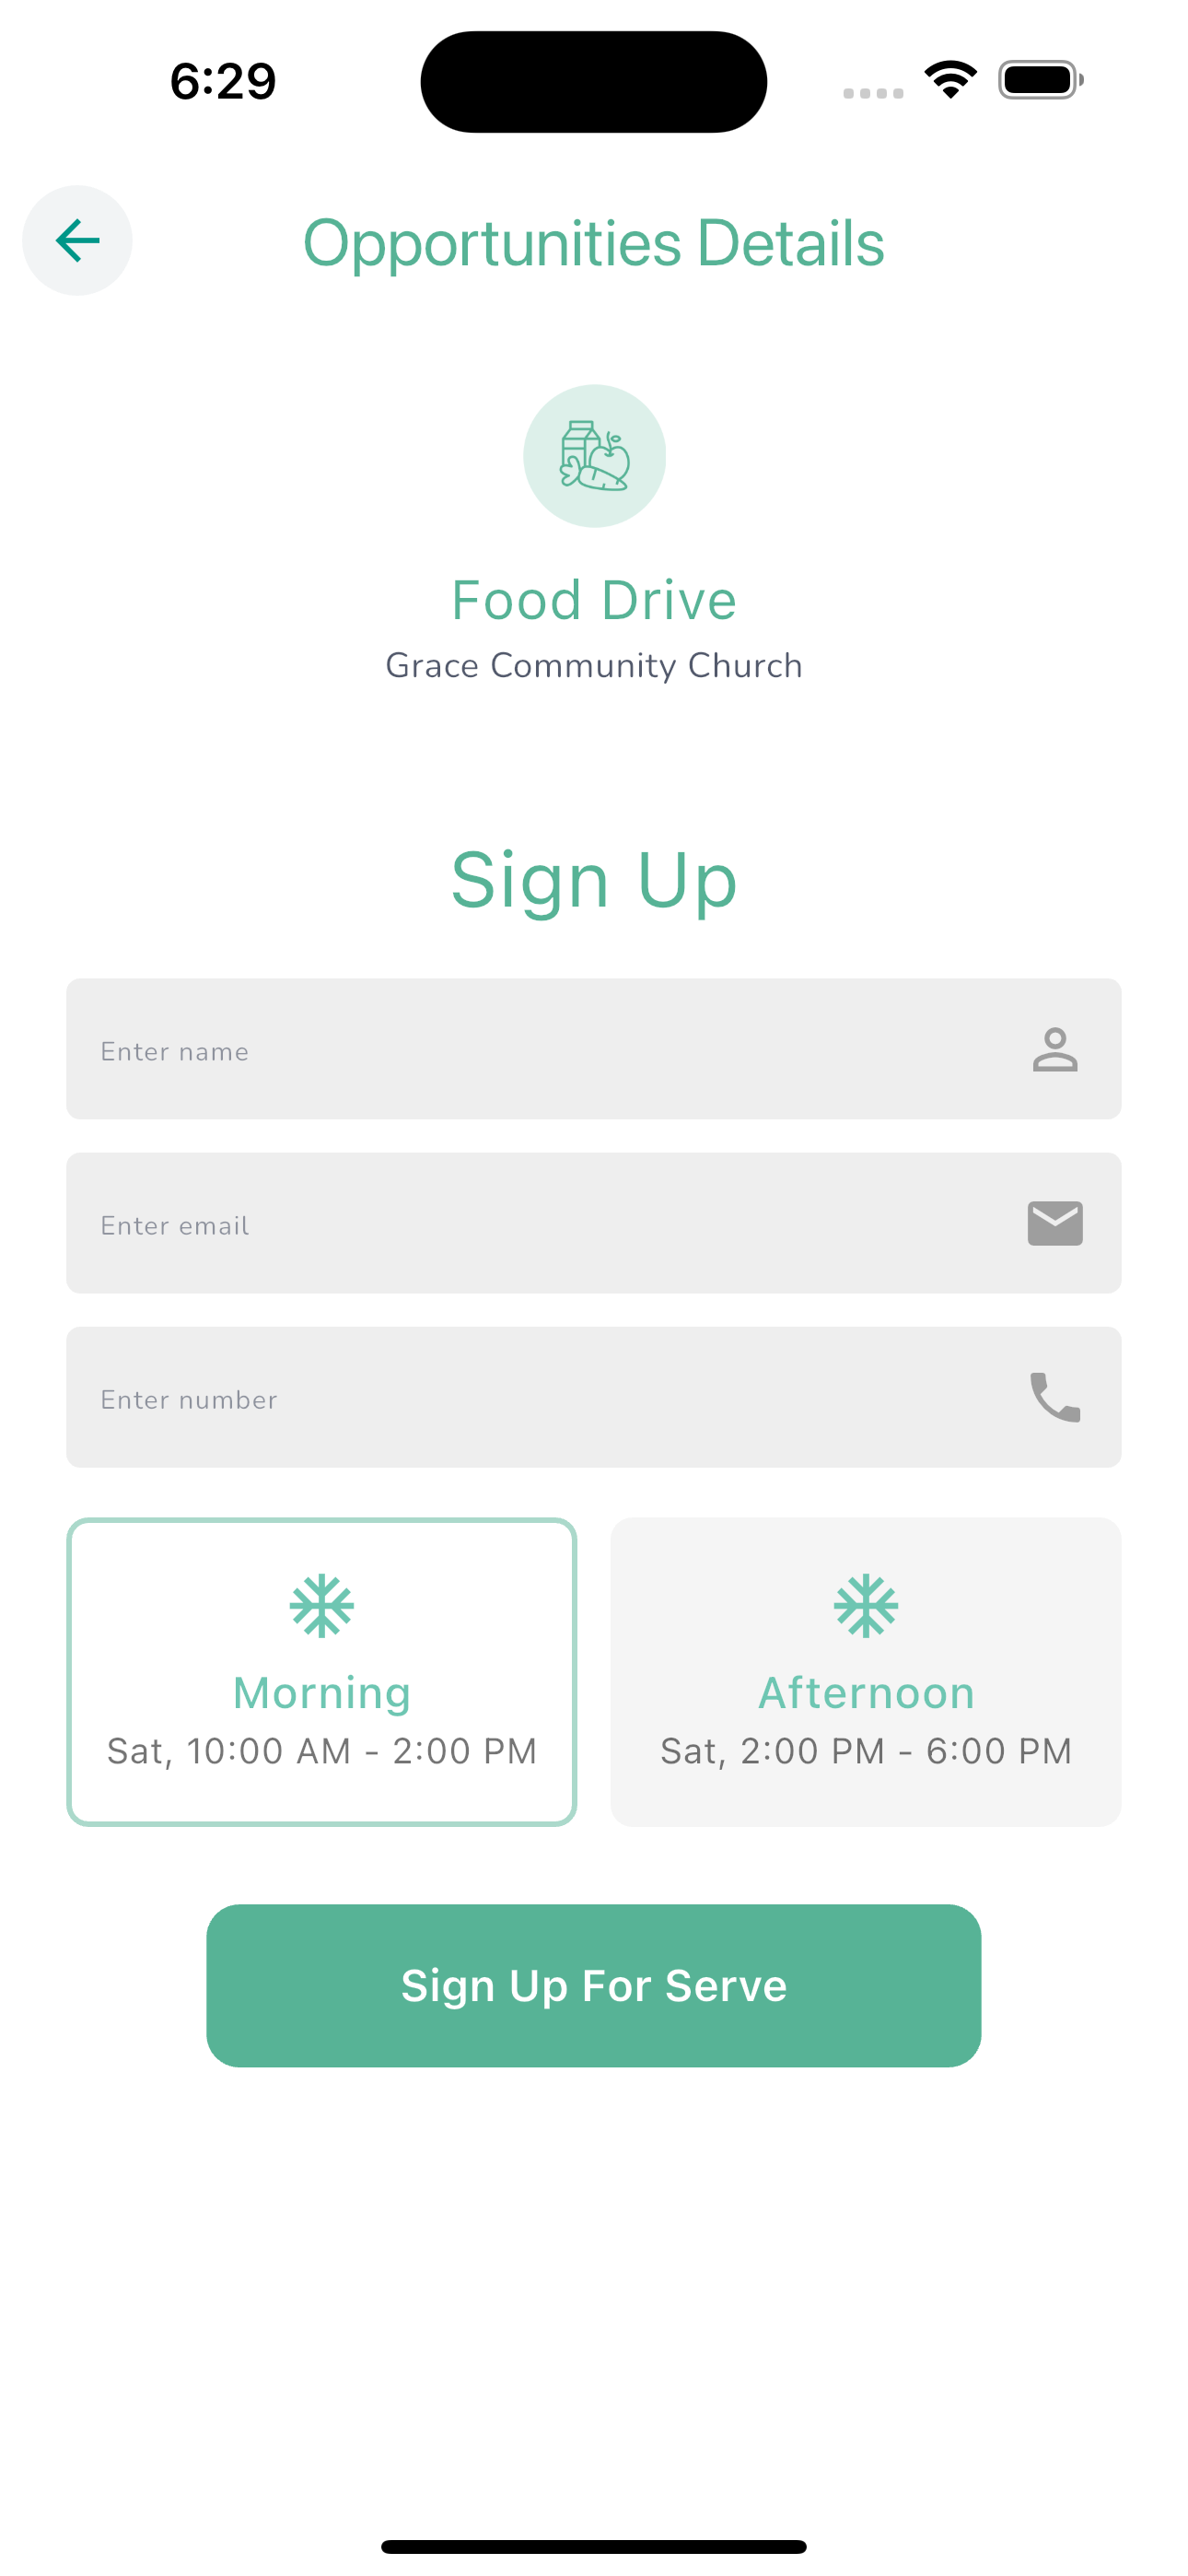 6:29
Opportunities Details
Food Drive
Grace Community Church
Sign Up
Enter name
Enter email
Enter number
Morning
Sat, 10:00 AM - 2:00 PM
Afternoon
Sat, 2:00 PM - 6:00 PM
Sign Up For Serve